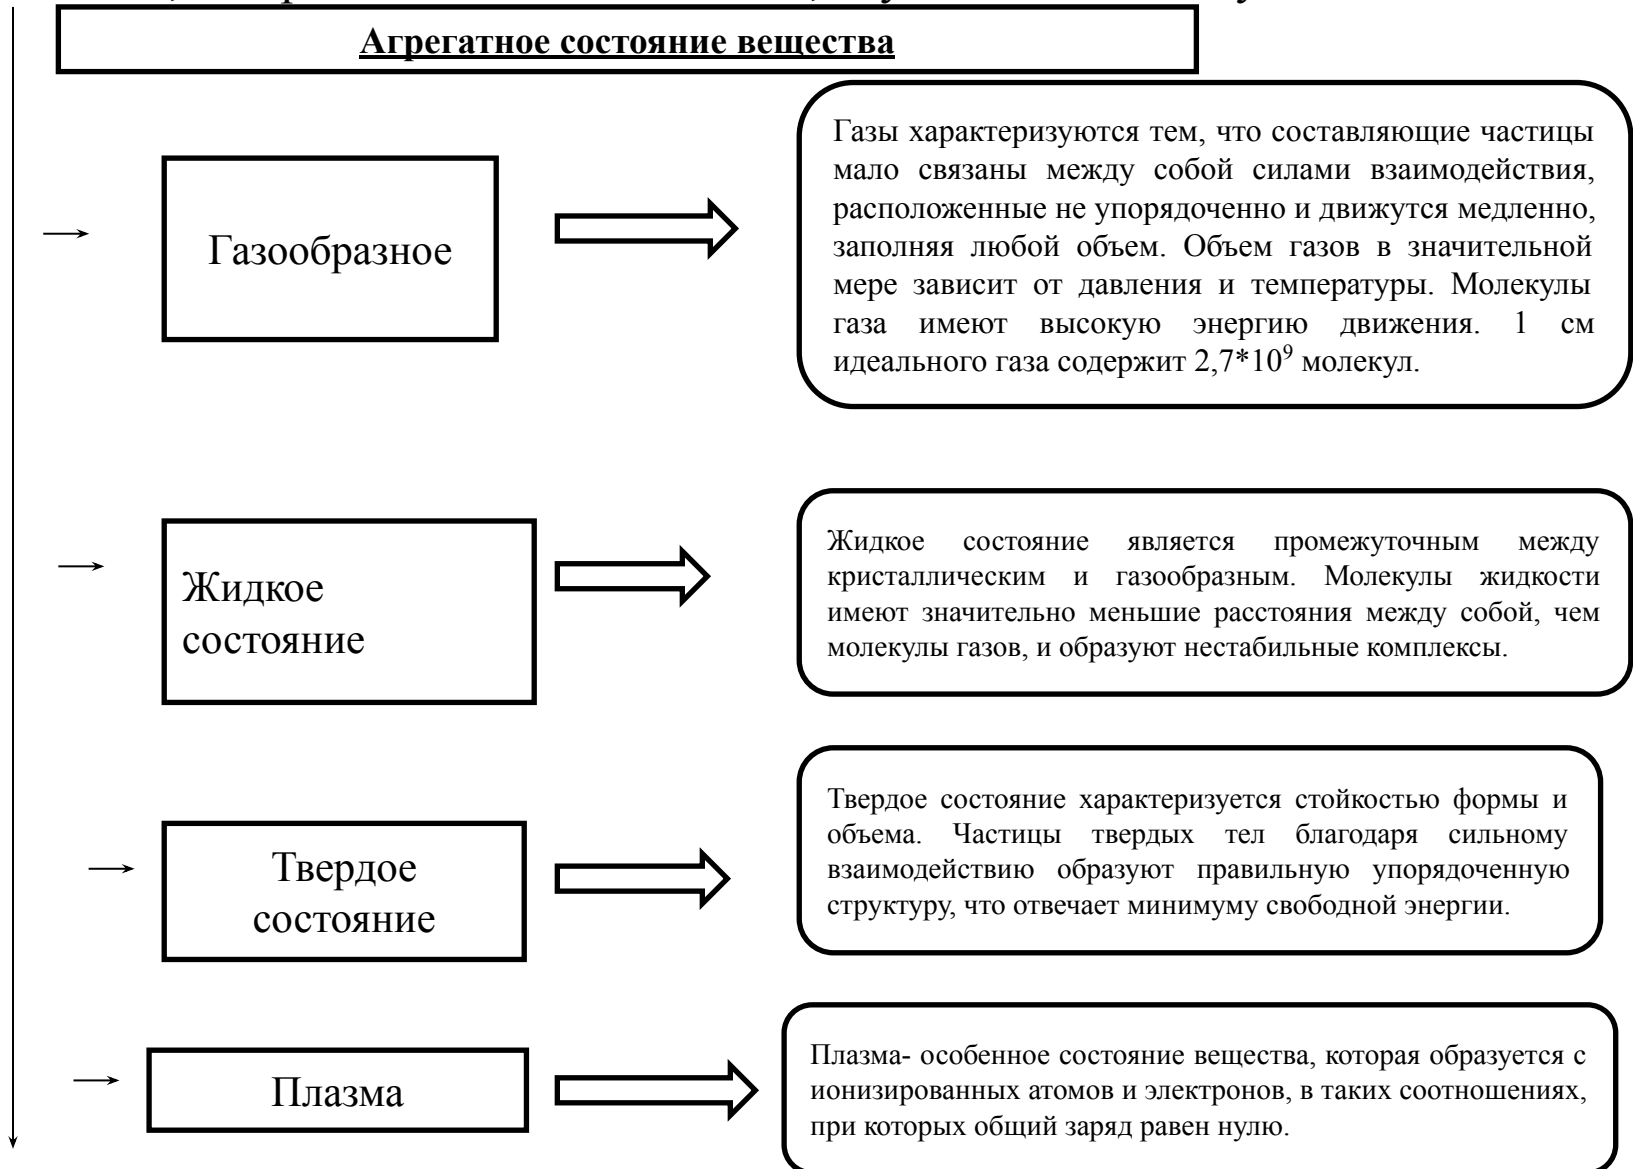 Агрегатное состояние вещества
Газообразное
Газы характеризуются тем, что составляющие частицы
мало связаны между собой силами взаимодействия,
расположенные не упорядоченно и движутся медленно,
заполняя любой объем. Объем газов в значительной
мере зависит от давления и температуры. Молекулы
газа имеют высокую энергию движения. 1 см
идеального газа содержит 2,7*10⁹ молекул.
Жидкое
состояние
Жидкое состояние является промежуточным между
кристаллическим и газообразным. Молекулы жидкости
имеют значительно меньшие расстояния между собой, чем
молекулы газов, и образуют нестабильные комплексы.
Твердое
состояние
Твердое состояние характеризуется стойкостью формы и
объема. Частицы твердых тел благодаря сильному
взаимодействию образуют правильную упорядоченную
структуру, что отвечает минимуму свободной энергии.
Плазма
Плазма- особенное состояние вещества, которая образуется с
ионизированных атомов и электронов, в таких соотношениях,
при которых общий заряд равен нулю.